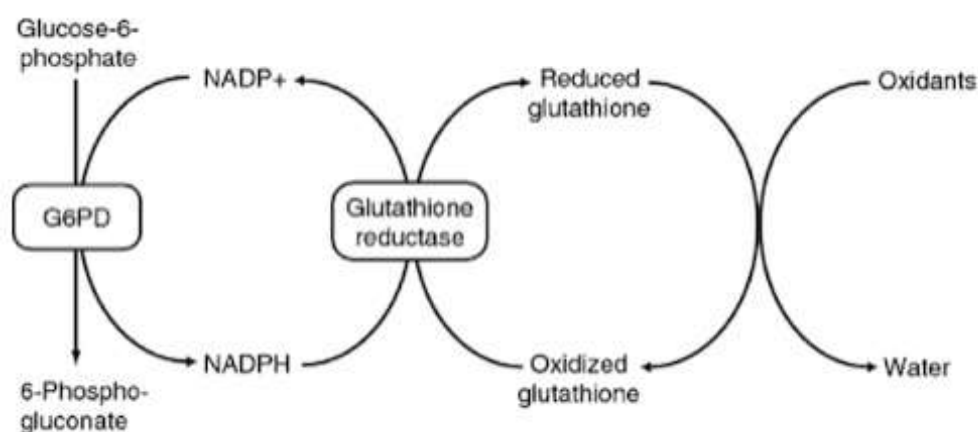 Glucose-6-
phosphate
NADP+
Reduced
glutathione
Oxidants
G6PD
Glutathione
reductase
NADPH
Oxidized
glutathione
Water
6-Phospho-
gluconate